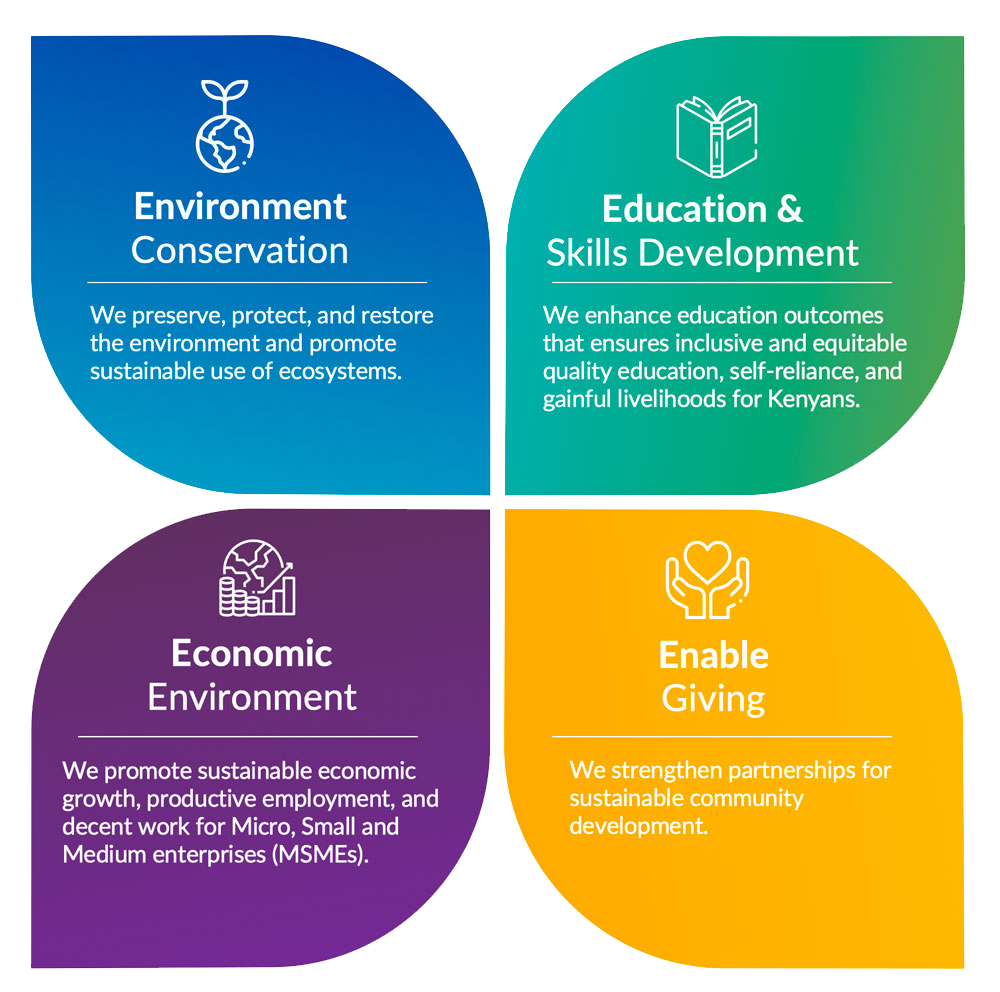 Environment
Conservation
We preserve, protect, and restore
the environment and promote
sustainable use of ecosystems.
Education &
Skills Development
We enhance education outcomes
that ensures inclusive and equitable
quality education, self-reliance, and
gainful livelihoods for Kenyans.
Economic
Environment
We promote sustainable economic
growth, productive employment, and
decent work for Micro, Small and
Medium enterprises (MSMEs).
Enable
Giving
We strengthen partnerships for
sustainable community
development.